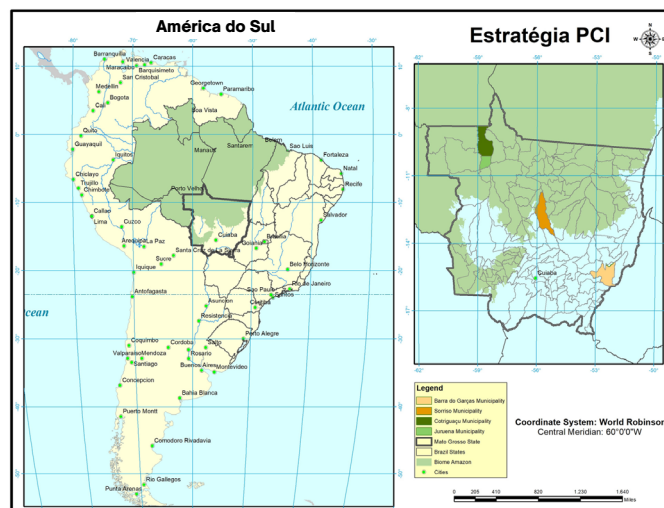 América do Sul
Estratégia PCI
Barranquilla
Caracas
Valencia
Maracaibo
Barquisimeto
San Cristobal
Medellin
Bogota
Cali
Georgetown
Paramaribo
Boa Vista
Atlantic Ocean
Quito
Guayaquil
Iquitos
Manaus
Santarem
Belem
Sao Luis
Fortaleza
Natal
Recife
Chiclayo
Trujillo
Chimbote
Porto Velho
Callao
Lima
Cuzco
Salvador
Arequipa
La Paz
Cuiaba
Brasilia
Goiania
Santa Cruz de La Sierra
Sucre
Iquique
Belo Horizonte
Rio de Janeiro
Sao Paulo
Santos
Antofagasta
Curitiba
Asuncion
Resistencia
ocean
Porto Alegre
Coquimbo
Cordoba
Salto
Valparaiso
Mendoza
Rosario
Santiago
Buenos Aires
Montevideo
Concepcion
Bahia Blanca
Puerto Montt
Comodoro Rivadavia
Rio Gallegos
Punta Arenas
Cuiaba
Legend
Barra do Garças Municipality
Sorriso Municipality
Cotriguaçu Municipality
Juruena Municipality
Mato Grosso State
Brazil States
Biome Amazon
Cities
Coordinate System: World Robinson
Central Meridian: 60°0'0"W
0 205 410 820 1.230 1.640
Miles